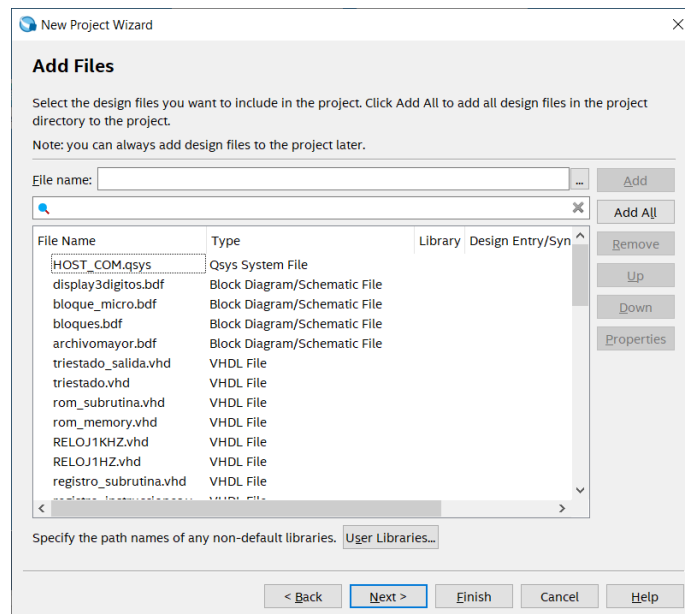 New Project Wizard
Add Files
Select the design files you want to include in the project. Click Add All to add all design files in the project
directory to the project.
Note: you can always add design files to the project later.
File name: ... Add
Add All
File Name Type Library Design Entry/Syn
Remove
HOST_COM.qsys Qsys System File
Up
display3digitos.bdf Block Diagram/Schematic File
bloque_micro.bdf Block Diagram/Schematic File
Down
bloques.bdf Block Diagram/Schematic File
archivomayor.bdf Block Diagram/Schematic File
Properties
triestado_salida.vhd VHDL File
triestado.vhd VHDL File
rom_subrutina.vhd VHDL File
rom_memory.vhd VHDL File
RELOJ1KHZ.vhd VHDL File
RELOJ1HZ.vhd VHDL File
registro_subrutina.vhd VHDL File
Specify the path names of any non-default libraries. User Libraries...
< Back Next > Finish Cancel Help